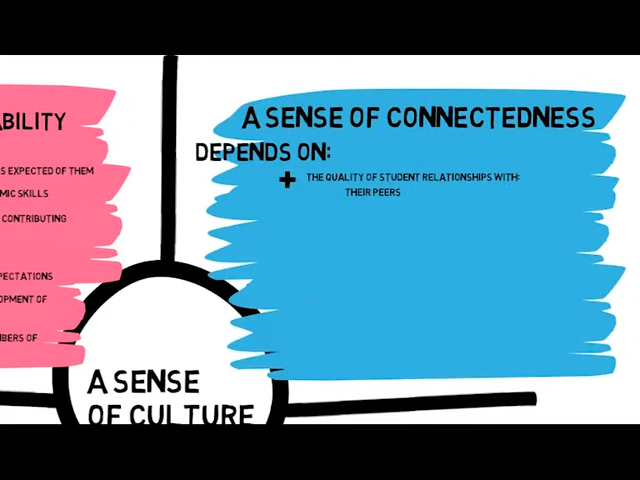 ABILITY
S EXPECTED OF THEM
MIC SKILLS
CONTRIBUTING
PECTATIONS
OPMENT OF
BERS OF
A SENSE OF CONNECTEDNESS
DEPENDS ON:
+ THE QUALITY OF STUDENT RELATIONSHIPS WITH:
THEIR PEERS
A SENSE
OF CULTURE